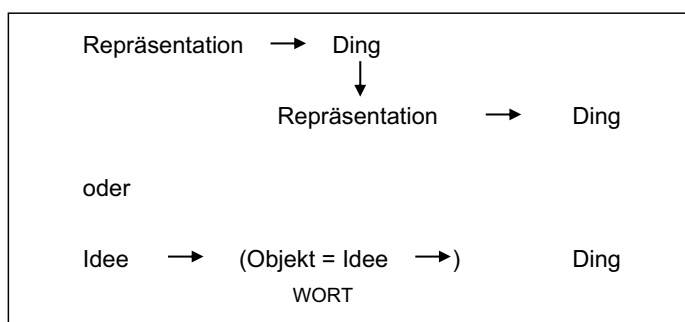 Repräsentation → Ding
↓
Repräsentation → Ding
oder
Idee → (Objekt = Idee →) Ding
WORT